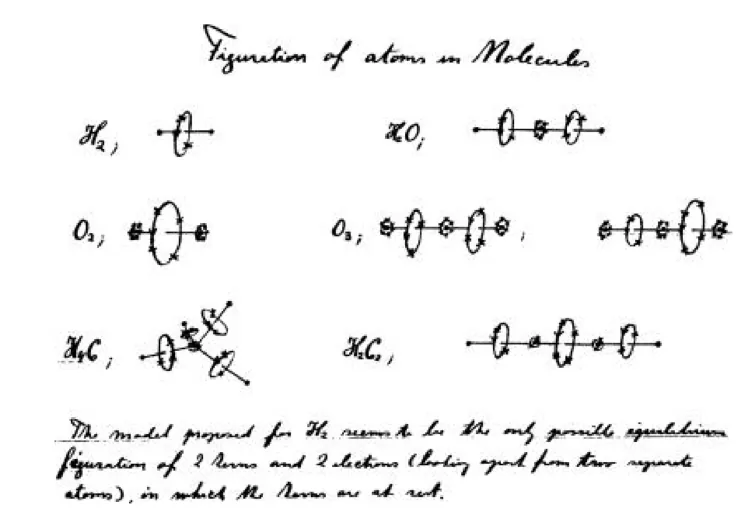 Figuration of atoms in Molecules
H₂; HO;
O₂; O₃; ;
H₄C; H₂C₂;
The model proposed for H₂ seems to be the only possible equilibrium
figuration of 2 kerns and 2 electrons (looking apart from two separate
atoms), in which the kerns are at rest.